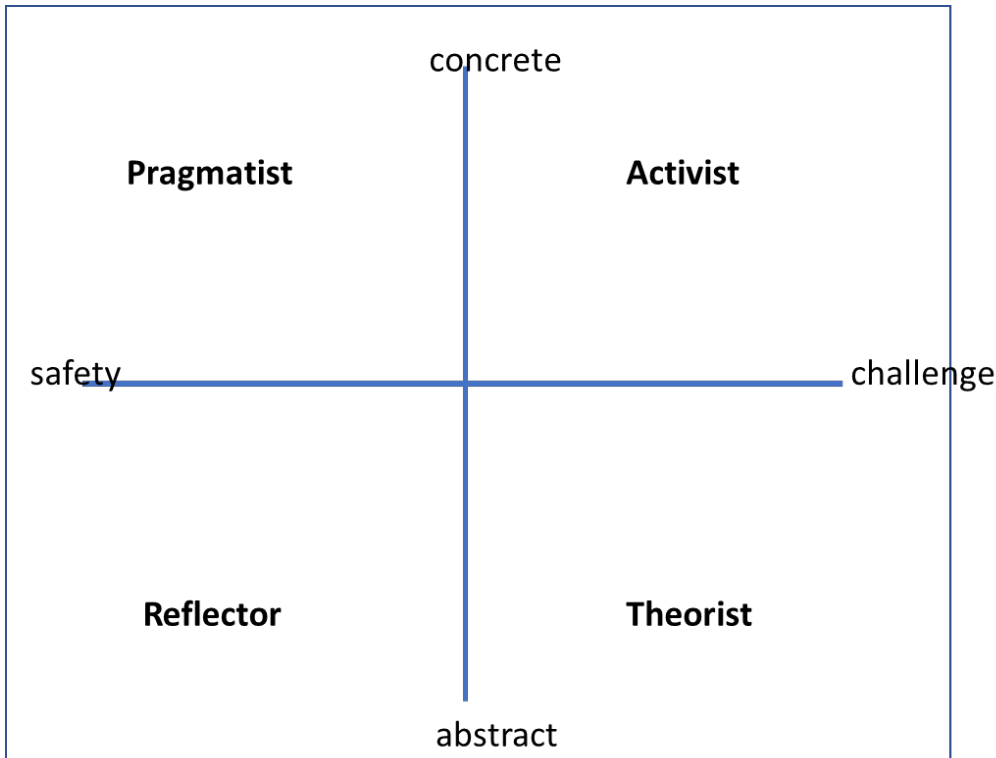 concrete
Pragmatist
Activist
safety
challenge
Reflector
Theorist
abstract